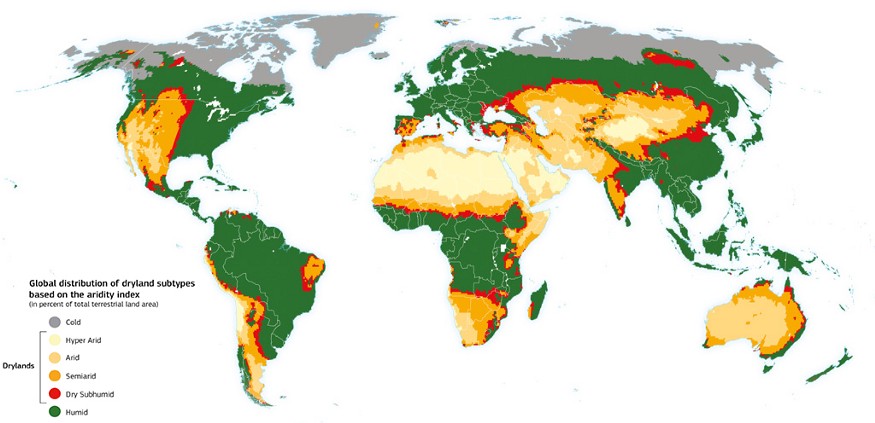 Global distribution of dryland subtypes
based on the aridity index
(in percent of total terrestrial land area)
Cold
Hyper Arid
Arid
Drylands
Semiarid
Dry Subhumid
Humid